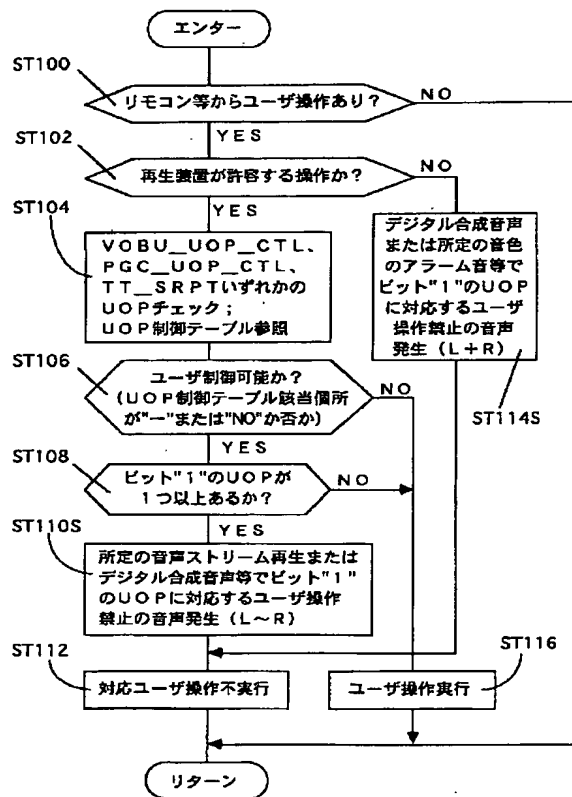 エンター
ST100
リモコン等からユーザ操作あり？
NO
YES
ST102
再生装置が許容する操作か？
NO
YES
ST104
VOBU__UOP__CTL、
PGC__UOP__CTL、
TT__SRPTいずれかの
UOPチェック；
UOP制御テーブル参照
デジタル合成音声
または所定の音色
のアラーム音等で
ビット"1"のUOP
に対応するユーザ
操作禁止の音声
発生（L＋R）
ST114S
ST106
ユーザ制御可能か？
（UOP制御テーブル該当個所
が"ー"または"NO"か否か）
NO
YES
ST108
ビット"1"のUOPが
1つ以上あるか？
NO
YES
ST110S
所定の音声ストリーム再生または
デジタル合成音声等でビット"1"
のUOPに対応するユーザ操作
禁止の音声発生（L～R）
ST112
対応ユーザ操作不実行
ST116
ユーザ操作実行
リターン